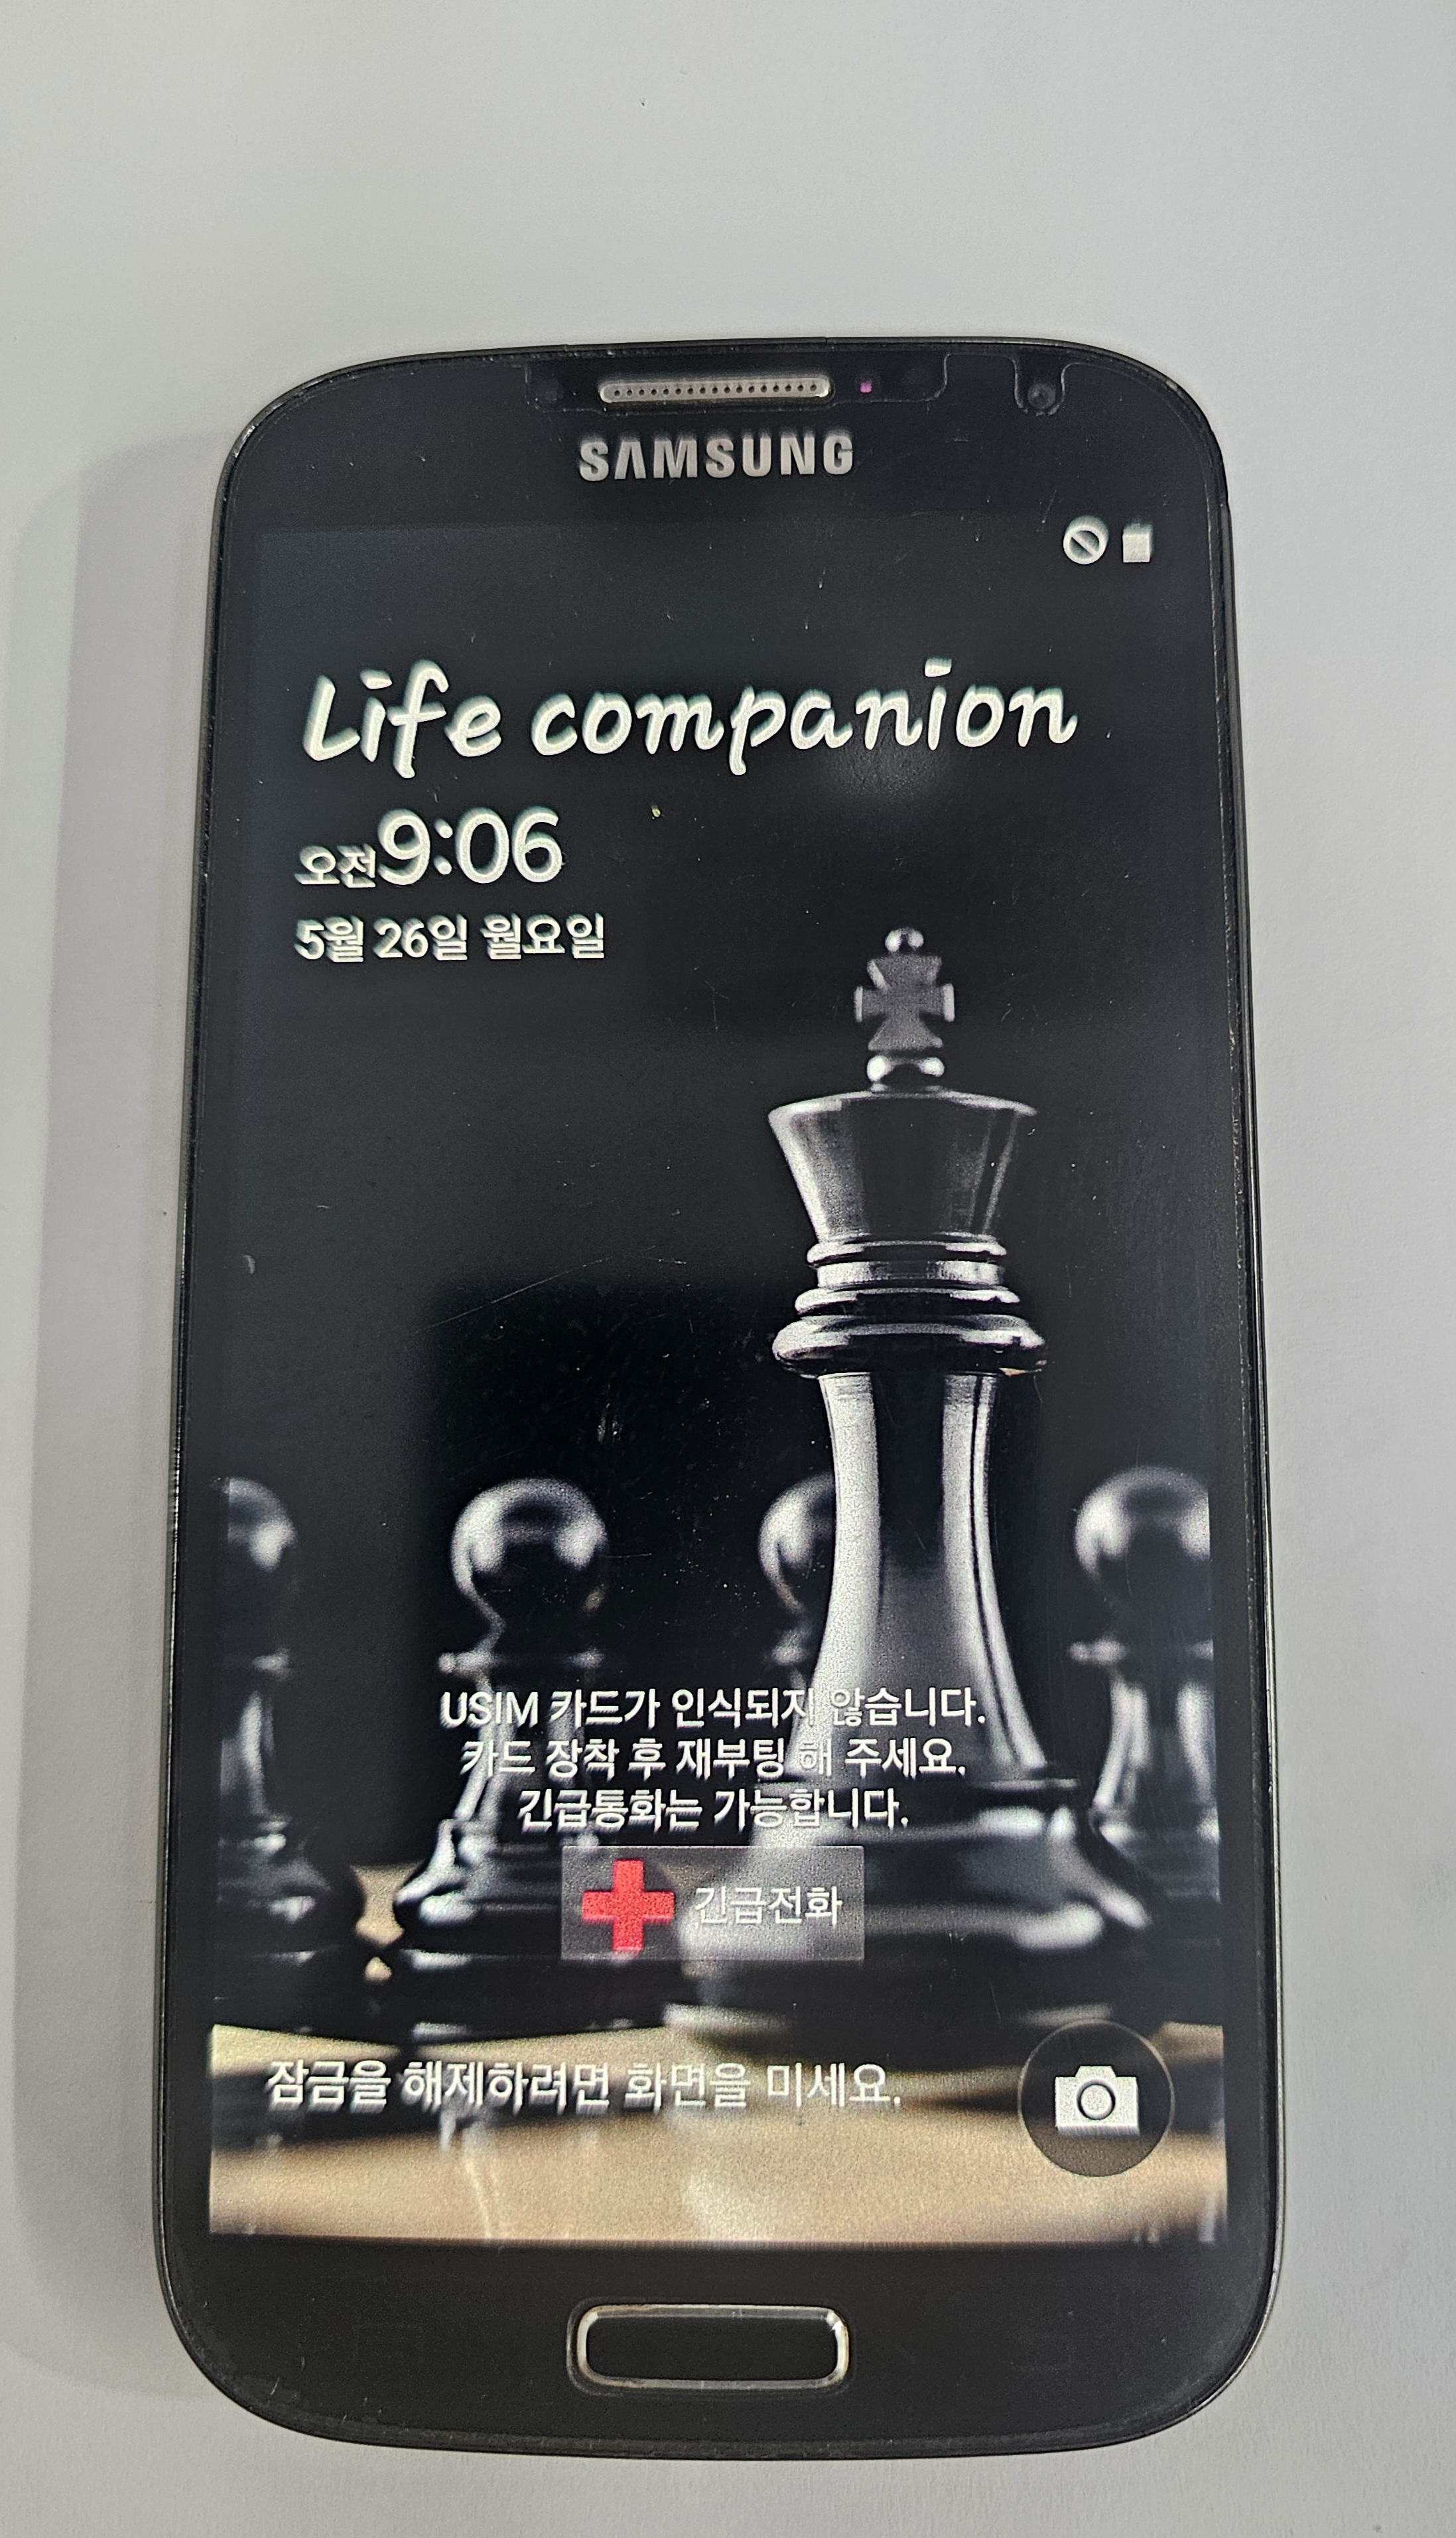 SAMSUNG
Life companion
오전 9:06
5월 26일 월요일
USIM 카드가 인식되지 않습니다.
카드 장착 후 재부팅 해 주세요.
긴급통화는 가능합니다.
긴급전화
잠금을 해제하려면 화면을 미세요.